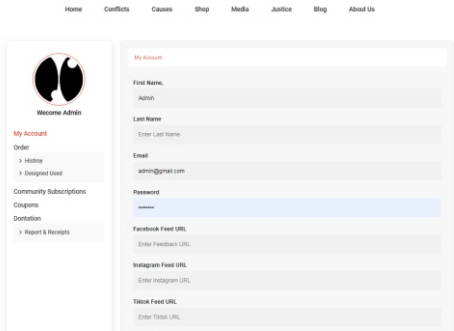 Home Conflicts Causes Shop Media Justice Blog About Us
Wecome Admin
My Account
Order
> Histroy
> Designed Used
Community Subscriptions
Coupons
Dontation
> Report & Receipts
My Account
First Name,
Admin
Last Name
Enter Last Name
Email
admin@gmail.com
Password
••••••••
Facebook Feed URL
Enter Feedback URL
Instagram Feed URL
Enter Instagram URL
Tiktok Feed URL
Enter Tiktok URL